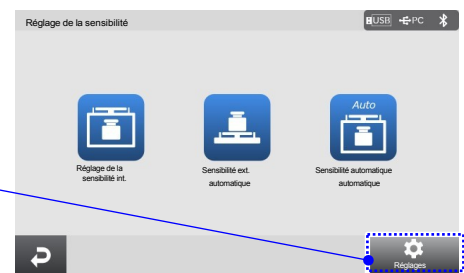 Réglage de la sensibilité
USB PC
Auto
Réglage de la
sensibilité int.
Sensibilité ext.
automatique
Sensibilité automatique
automatique
Réglages